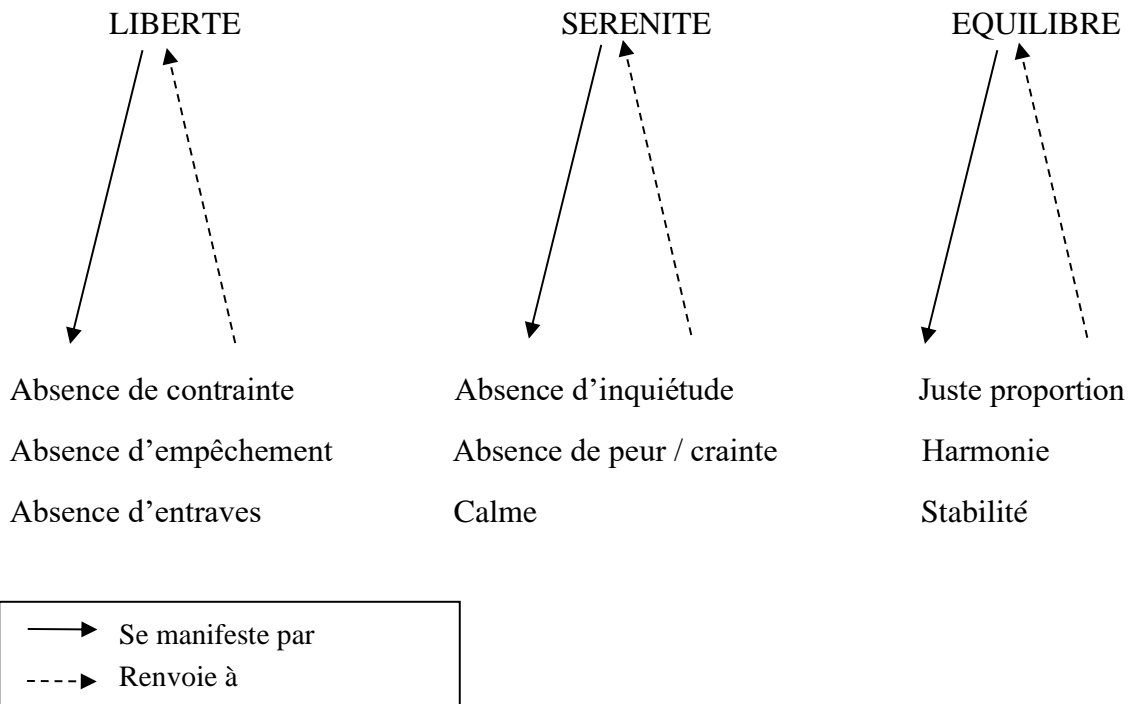 LIBERTE SERENITE EQUILIBRE
Absence de contrainte Absence d’inquiétude Juste proportion
Absence d’empêchement Absence de peur / crainte Harmonie
Absence d’entraves Calme Stabilité
Se manifeste par
Renvoie à